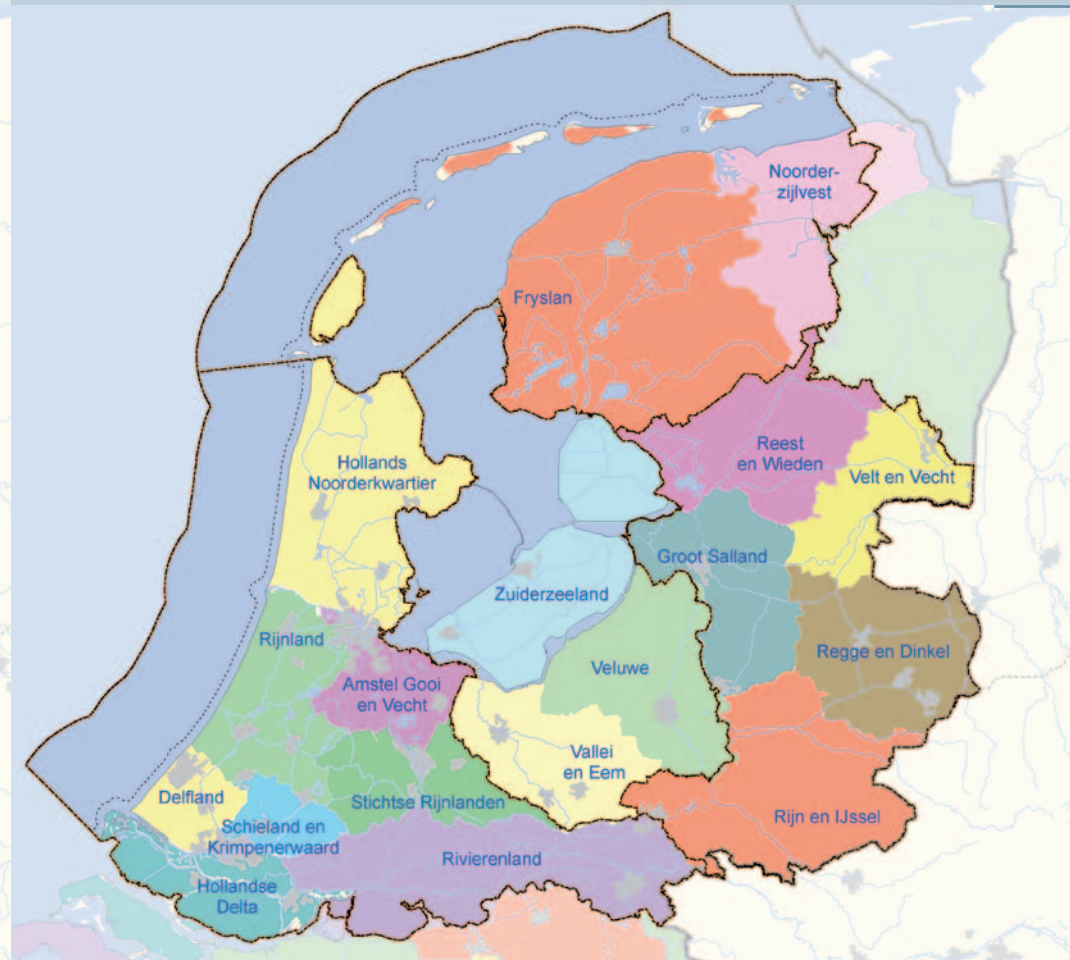 Noorder-
zijlvest
Fryslan
Reest
en Wieden
Hollands
Noorderkwartier
Velt en Vecht
Groot Salland
Zuiderzeeland
Rijnland
Regge en Dinkel
Veluwe
Amstel Gooi
en Vecht
Vallei
en Eem
Delfland
Stichtse Rijnlanden
Rijn en IJssel
Schieland en
Krimpenerwaard
Rivierenland
Hollandse
Delta